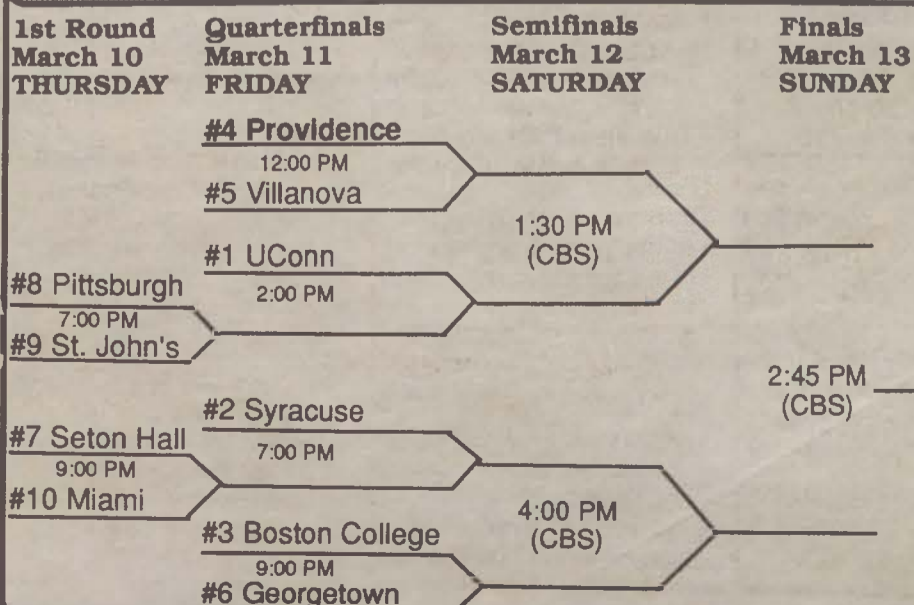 1st Round
March 10
THURSDAY
Quarterfinals
March 11
FRIDAY
Semifinals
March 12
SATURDAY
Finals
March 13
SUNDAY
#4 Providence
12:00 PM
#5 Villanova
1:30 PM
(CBS)
#1 UConn
2:00 PM
#8 Pittsburgh
7:00 PM
#9 St. John's
2:45 PM
(CBS)
#2 Syracuse
7:00 PM
#7 Seton Hall
9:00 PM
#10 Miami
4:00 PM
(CBS)
#3 Boston College
9:00 PM
#6 Georgetown